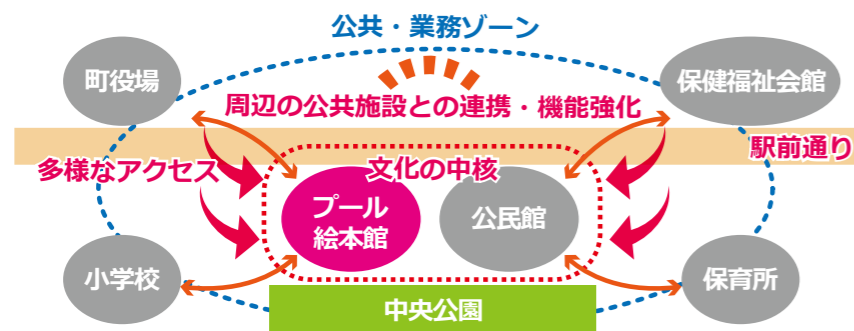 公共・業務ゾーン
町役場
保健福祉会館
周辺の公共施設との連携・機能強化
駅前通り
多様なアクセス
文化の中核
プール
絵本館
公民館
小学校
保育所
中央公園